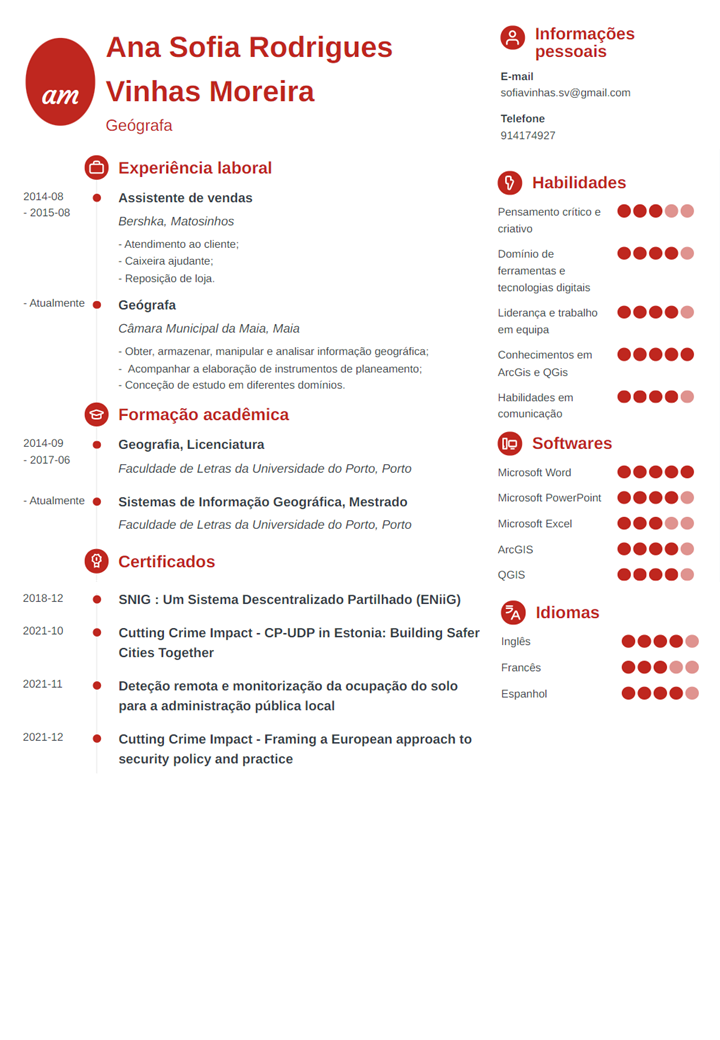 am
Ana Sofia Rodrigues
Vinhas Moreira
Geógrafa
Experiência laboral
2014-08
- 2015-08
Assistente de vendas
Bershka, Matosinhos
- Atendimento ao cliente;
- Caixeira ajudante;
- Reposição de loja.
- Atualmente
Geógrafa
Câmara Municipal da Maia, Maia
- Obter, armazenar, manipular e analisar informação geográfica;
- Acompanhar a elaboração de instrumentos de planeamento;
- Conceção de estudo em diferentes domínios.
Formação acadêmica
2014-09
- 2017-06
Geografia, Licenciatura
Faculdade de Letras da Universidade do Porto, Porto
- Atualmente
Sistemas de Informação Geográfica, Mestrado
Faculdade de Letras da Universidade do Porto, Porto
Certificados
2018-12
SNIG : Um Sistema Descentralizado Partilhado (ENiiG)
2021-10
Cutting Crime Impact - CP-UDP in Estonia: Building Safer
Cities Together
2021-11
Deteção remota e monitorização da ocupação do solo
para a administração pública local
2021-12
Cutting Crime Impact - Framing a European approach to
security policy and practice
Informações
pessoais
E-mail
sofiavinhas.sv@gmail.com
Telefone
914174927
Habilidades
Pensamento crítico e
criativo
Domínio de
ferramentas e
tecnologias digitais
Liderança e trabalho
em equipa
Conhecimentos em
ArcGis e QGis
Habilidades em
comunicação
Softwares
Microsoft Word
Microsoft PowerPoint
Microsoft Excel
ArcGIS
QGIS
Idiomas
Inglês
Francês
Espanhol